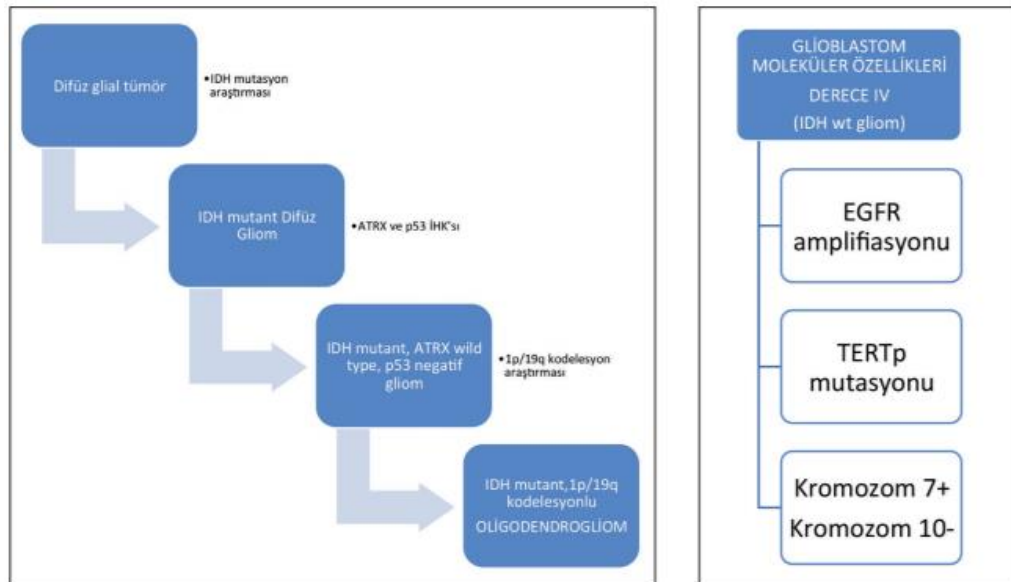 Difüz glial tümör
•IDH mutasyon
araştırması
IDH mutant Difüz
Gliom
•ATRX ve p53 İHK'sı
IDH mutant, ATRX wild
type, p53 negatif
gliom
•1p/19q kodelesyon
araştırması
IDH mutant,1p/19q
kodelesyonlu
OLİGODENDROGLİOM
GLİOBLASTOM
MOLEKÜLER ÖZELLİKLERİ
DERECE IV
(IDH wt gliom)
EGFR
amplifiasyonu
TERTp
mutasyonu
Kromozom 7+
Kromozom 10-